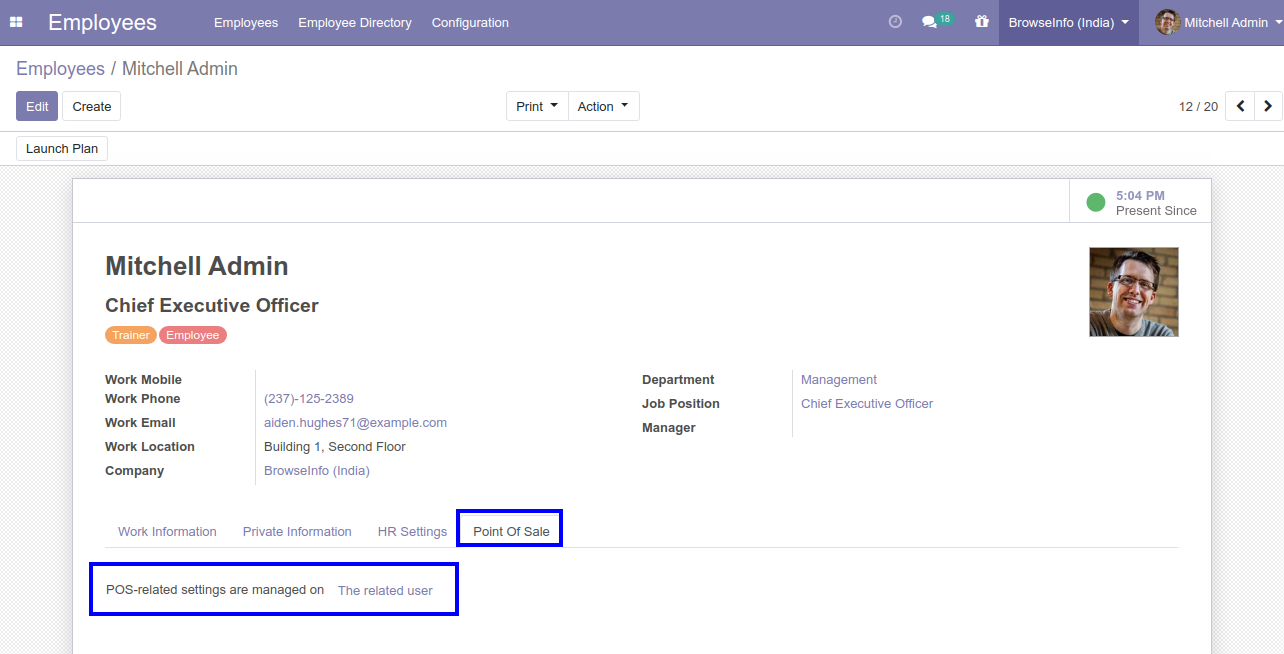 Employees Employees Employee Directory Configuration 18 BrowseInfo (India) Mitchell Admin
Employees / Mitchell Admin
Edit Create Print Action 12 / 20
Launch Plan
5:04 PM
Present Since
Mitchell Admin
Chief Executive Officer
Trainer Employee
Work Mobile
Work Phone (237)-125-2389
Work Email aiden.hughes71@example.com
Work Location Building 1, Second Floor
Company BrowseInfo (India)
Department Management
Job Position Chief Executive Officer
Manager
Work Information Private Information HR Settings Point Of Sale
POS-related settings are managed on The related user